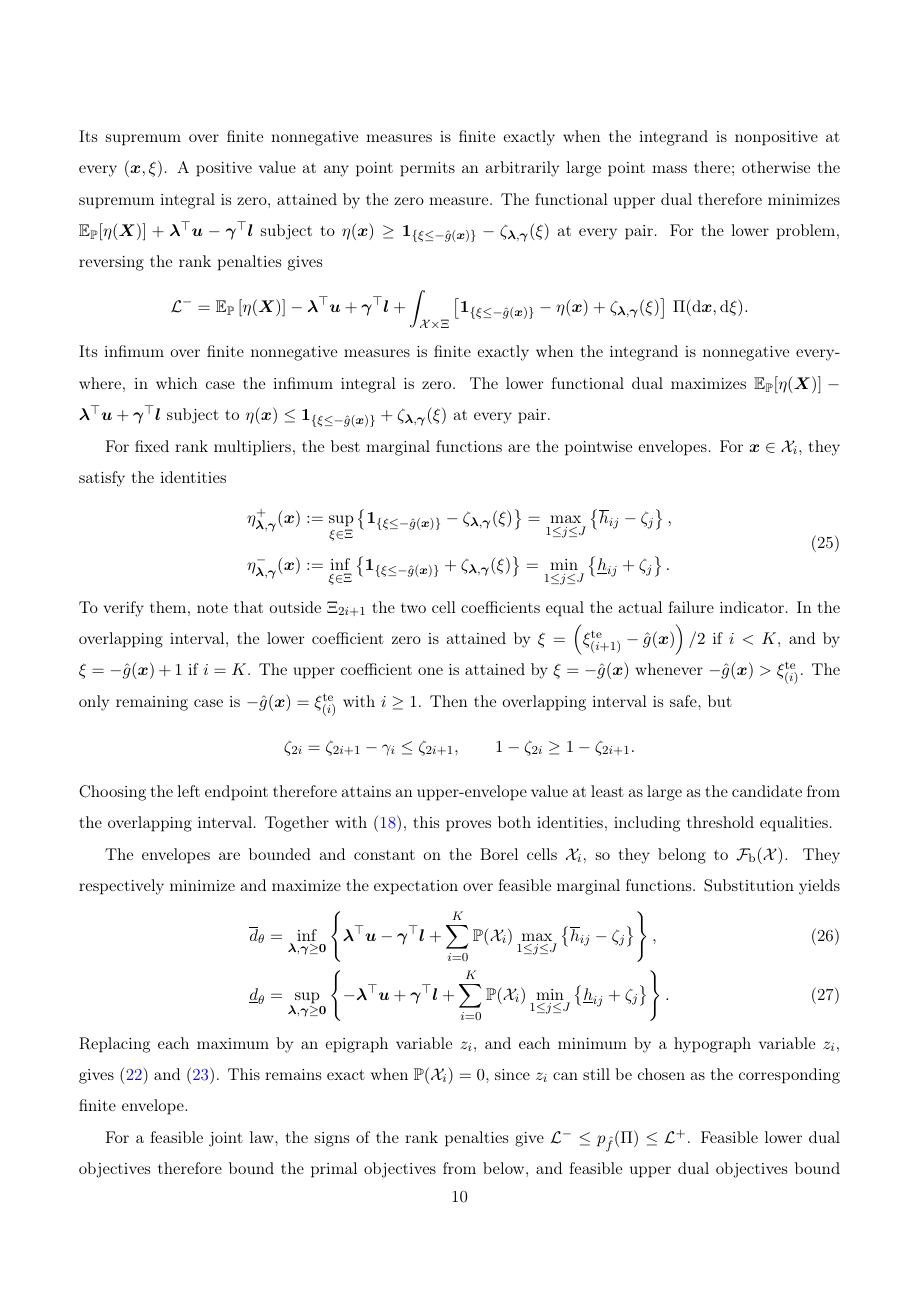 Its supremum over finite nonnegative measures is finite exactly when the integrand is nonpositive at
every (𝒙, ξ). A positive value at any point permits an arbitrarily large point mass there; otherwise the
supremum integral is zero, attained by the zero measure. The functional upper dual therefore minimizes
𝔼_ℙ[η(𝑿)] + 𝝀^⊤𝒖 − 𝜸^⊤𝒍 subject to η(𝒙) ≥ 𝟏_{ξ≤−ĝ(𝒙)} − ζ_{𝝀,𝜸}(ξ) at every pair. For the lower problem,
reversing the rank penalties gives
ℒ^− = 𝔼_ℙ [η(𝑿)] − 𝝀^⊤𝒖 + 𝜸^⊤𝒍 + ∫_{𝒳×Ξ} [𝟏_{ξ≤−ĝ(𝒙)} − η(𝒙) + ζ_{𝝀,𝜸}(ξ)] Π(d𝒙, dξ).
Its infimum over finite nonnegative measures is finite exactly when the integrand is nonnegative every-
where, in which case the infimum integral is zero. The lower functional dual maximizes 𝔼_ℙ[η(𝑿)] −
𝝀^⊤𝒖 + 𝜸^⊤𝒍 subject to η(𝒙) ≤ 𝟏_{ξ≤−ĝ(𝒙)} + ζ_{𝝀,𝜸}(ξ) at every pair.
For fixed rank multipliers, the best marginal functions are the pointwise envelopes. For 𝒙 ∈ 𝒳_i, they
satisfy the identities
η^+_{𝝀,𝜸}(𝒙) := sup_{ξ∈Ξ} {𝟏_{ξ≤−ĝ(𝒙)} − ζ_{𝝀,𝜸}(ξ)} = max_{1≤j≤J} {h̅_{ij} − ζ_j} ,
(25)
η^−_{𝝀,𝜸}(𝒙) := inf_{ξ∈Ξ} {𝟏_{ξ≤−ĝ(𝒙)} + ζ_{𝝀,𝜸}(ξ)} = min_{1≤j≤J} {h̲_{ij} + ζ_j} .
To verify them, note that outside Ξ_{2i+1} the two cell coefficients equal the actual failure indicator. In the
overlapping interval, the lower coefficient zero is attained by ξ = (ξ^{te}_{(i+1)} − ĝ(𝒙)) /2 if i < K, and by
ξ = −ĝ(𝒙) + 1 if i = K. The upper coefficient one is attained by ξ = −ĝ(𝒙) whenever −ĝ(𝒙) > ξ^{te}_{(i)}. The
only remaining case is −ĝ(𝒙) = ξ^{te}_{(i)} with i ≥ 1. Then the overlapping interval is safe, but
ζ_{2i} = ζ_{2i+1} − γ_i ≤ ζ_{2i+1}, 1 − ζ_{2i} ≥ 1 − ζ_{2i+1}.
Choosing the left endpoint therefore attains an upper-envelope value at least as large as the candidate from
the overlapping interval. Together with (18), this proves both identities, including threshold equalities.
The envelopes are bounded and constant on the Borel cells 𝒳_i, so they belong to ℱ_b(𝒳). They
respectively minimize and maximize the expectation over feasible marginal functions. Substitution yields
d̅_θ = inf_{𝝀,𝜸≥𝟎} {𝝀^⊤𝒖 − 𝜸^⊤𝒍 + ∑_{i=0}^{K} ℙ(𝒳_i) max_{1≤j≤J} {h̅_{ij} − ζ_j}} , (26)
d̲_θ = sup_{𝝀,𝜸≥𝟎} {−𝝀^⊤𝒖 + 𝜸^⊤𝒍 + ∑_{i=0}^{K} ℙ(𝒳_i) min_{1≤j≤J} {h̲_{ij} + ζ_j}} . (27)
Replacing each maximum by an epigraph variable z_i, and each minimum by a hypograph variable z_i,
gives (22) and (23). This remains exact when ℙ(𝒳_i) = 0, since z_i can still be chosen as the corresponding
finite envelope.
For a feasible joint law, the signs of the rank penalties give ℒ^− ≤ p_{f̂}(Π) ≤ ℒ^+. Feasible lower dual
objectives therefore bound the primal objectives from below, and feasible upper dual objectives bound
10